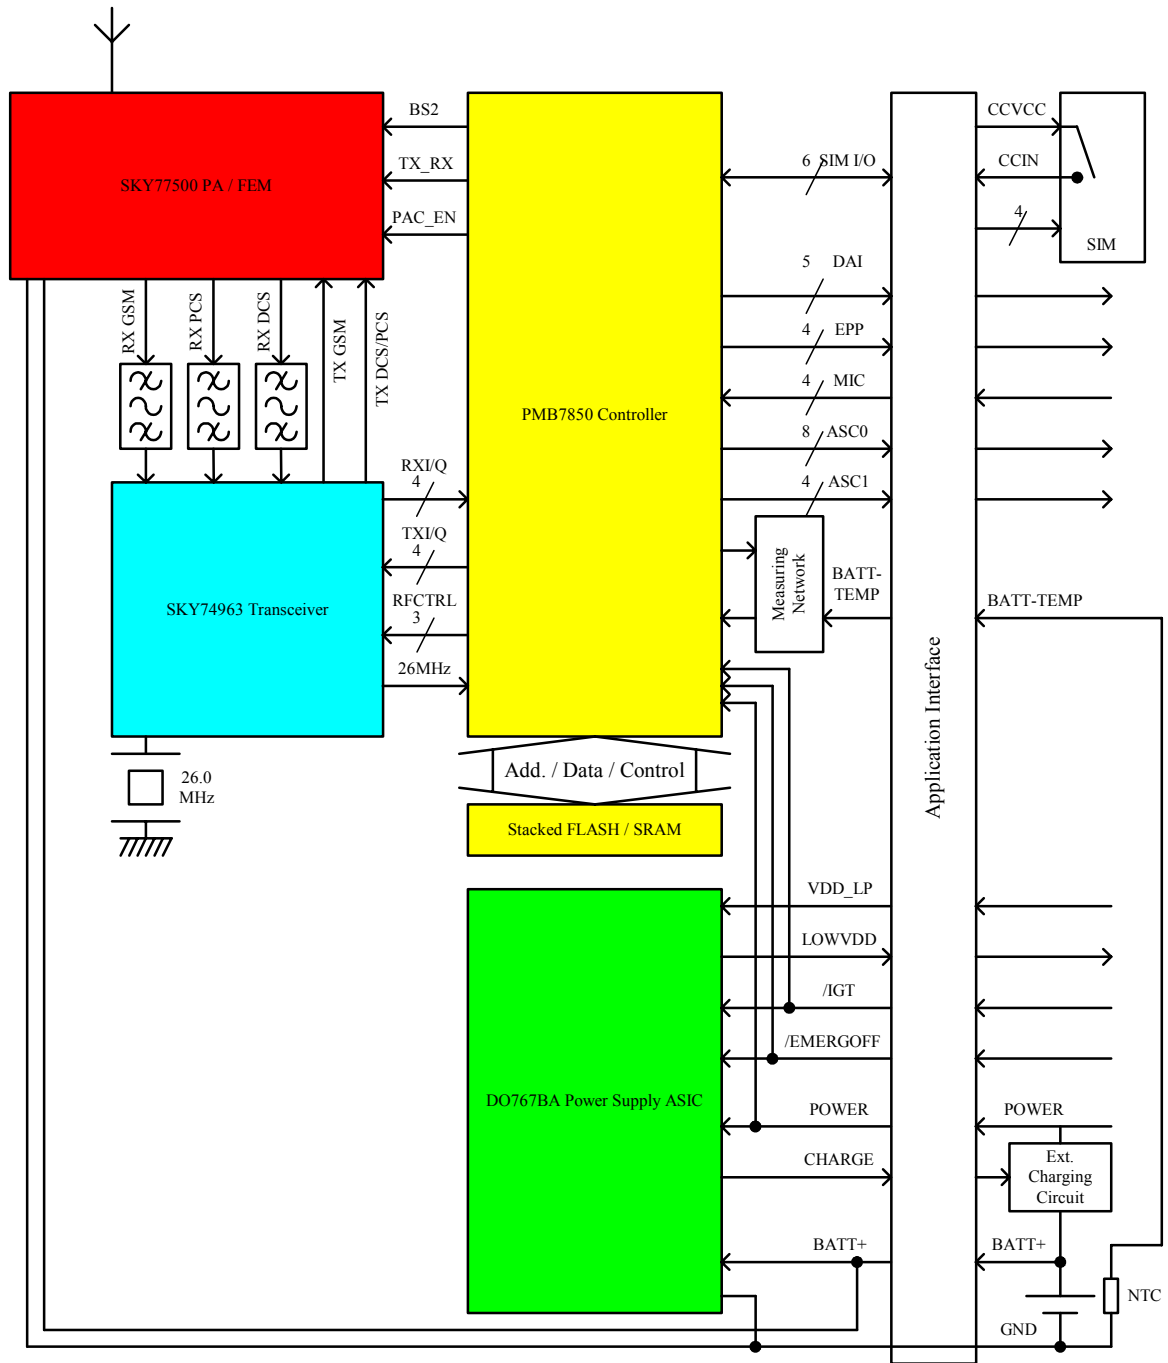 BS2
CCVCC
SKY77500 PA / FEM
TX_RX
6 SIM I/O
CCIN
PAC_EN
4
SIM
5 DAI
RX GSM
RX PCS
RX DCS
TX GSM
TX DCS/PCS
4 EPP
4 MIC
PMB7850 Controller
8 ASC0
RXI/Q
4
4 ASC1
TXI/Q
4
Measuring
Network
BATT-
TEMP
SKY74963 Transceiver
RFCTRL
3
BATT-TEMP
26MHz
Application Interface
26.0
MHz
Add. / Data / Control
Stacked FLASH / SRAM
VDD_LP
LOWVDD
/IGT
/EMERGOFF
DO767BA Power Supply ASIC
POWER
POWER
CHARGE
Ext.
Charging
Circuit
BATT+
BATT+
NTC
GND